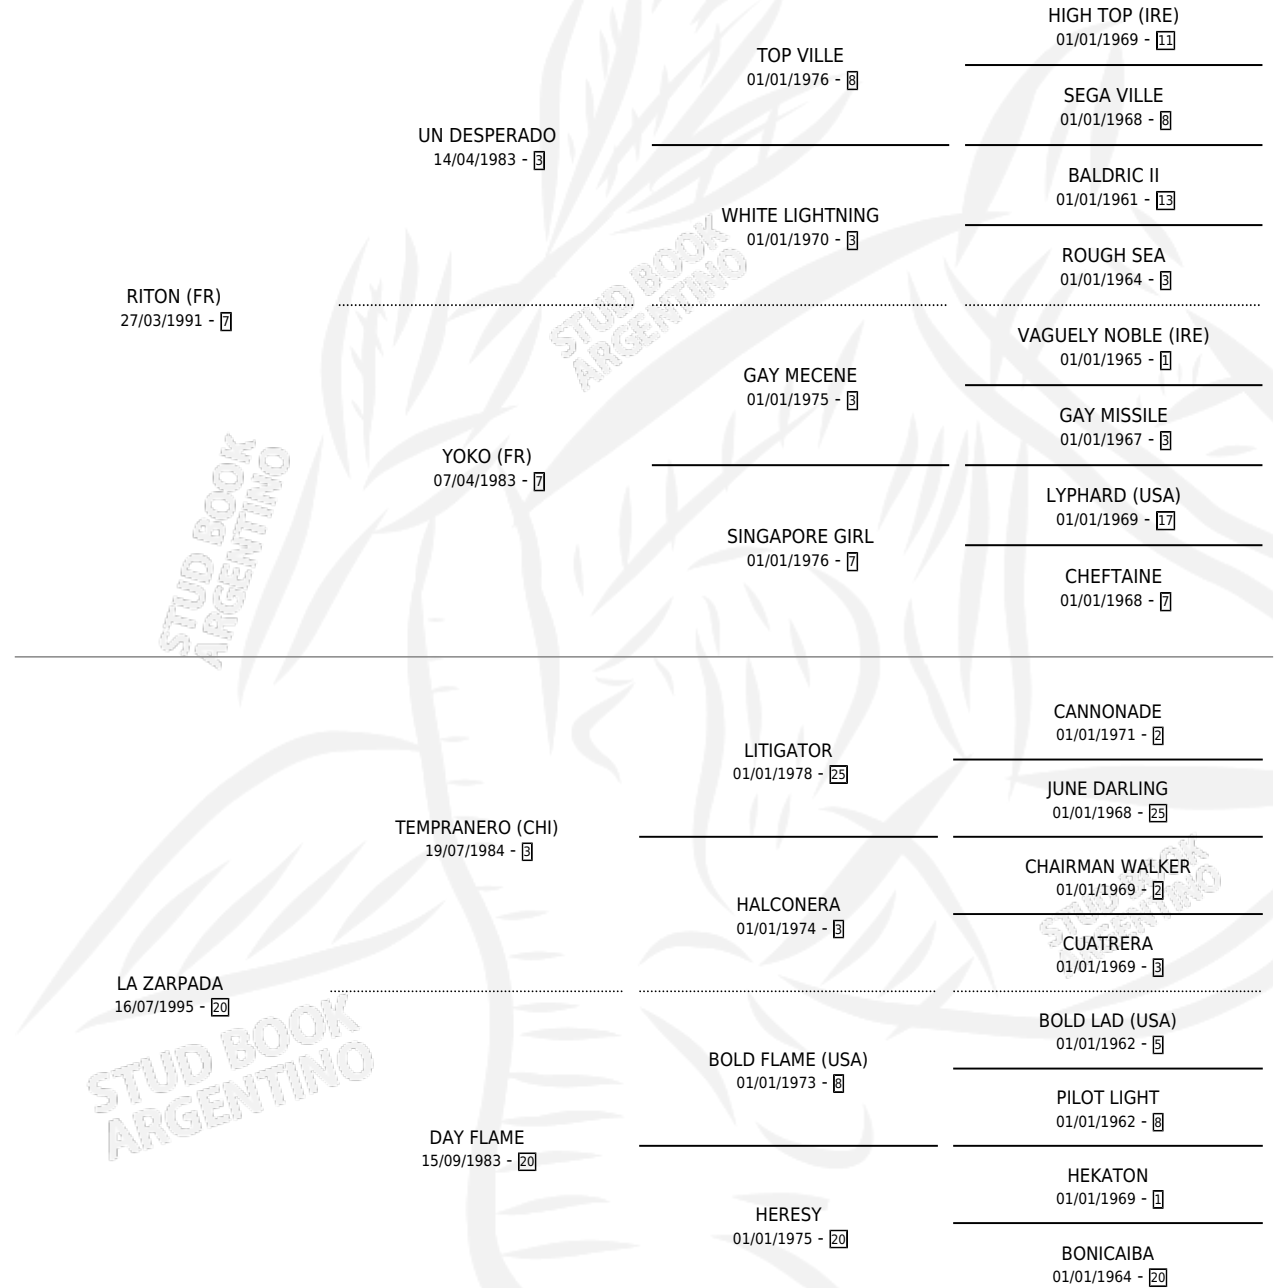 HIGH TOP (IRE)
01/01/1969 - 11
TOP VILLE
01/01/1976 - 8
SEGA VILLE
01/01/1968 - 8
UN DESPERADO
14/04/1983 - 3
BALDRIC II
01/01/1961 - 13
WHITE LIGHTNING
01/01/1970 - 3
ROUGH SEA
01/01/1964 - 3
RITON (FR)
27/03/1991 - 7
VAGUELY NOBLE (IRE)
01/01/1965 - 1
GAY MECENE
01/01/1975 - 3
GAY MISSILE
01/01/1967 - 3
YOKO (FR)
07/04/1983 - 7
LYPHARD (USA)
01/01/1969 - 17
SINGAPORE GIRL
01/01/1976 - 7
CHEFTAINE
01/01/1968 - 7
CANNONADE
01/01/1971 - 2
LITIGATOR
01/01/1978 - 25
JUNE DARLING
01/01/1968 - 25
TEMPRANERO (CHI)
19/07/1984 - 3
CHAIRMAN WALKER
01/01/1969 - 2
HALCONERA
01/01/1974 - 3
CUATRERA
01/01/1969 - 3
LA ZARPADA
16/07/1995 - 20
BOLD LAD (USA)
01/01/1962 - 5
BOLD FLAME (USA)
01/01/1973 - 8
PILOT LIGHT
01/01/1962 - 8
DAY FLAME
15/09/1983 - 20
HEKATON
01/01/1969 - 1
HERESY
01/01/1975 - 20
BONICAIBA
01/01/1964 - 20
STUD BOOK
ARGENTINO
STUD BOOK
ARGENTINO
STUD BOOK
ARGENTINO
STUD BOOK
ARGENTINO